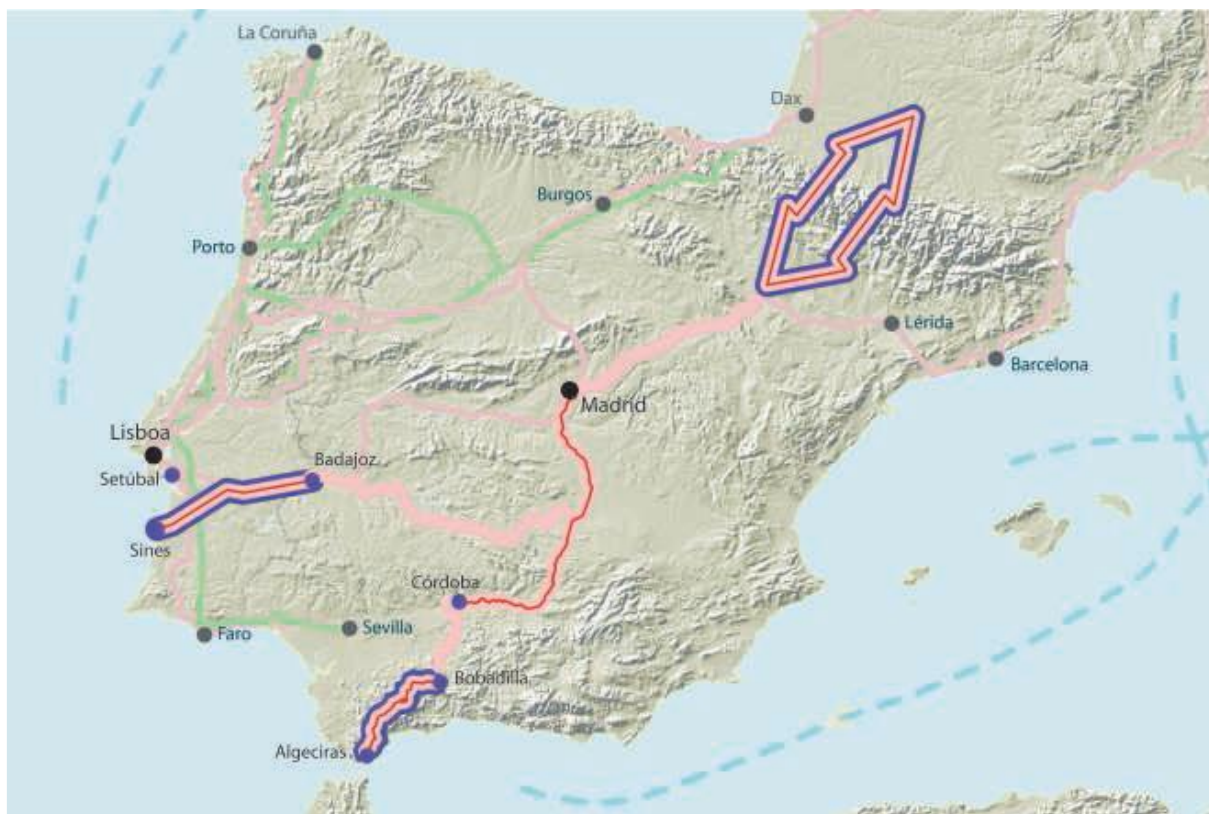 La Coruña
Dax
Burgos
Porto
Lérida
Barcelona
Madrid
Lisboa
Badajoz
Setúbal
Sines
Córdoba
Faro
Sevilla
Bobadilla
Algeciras